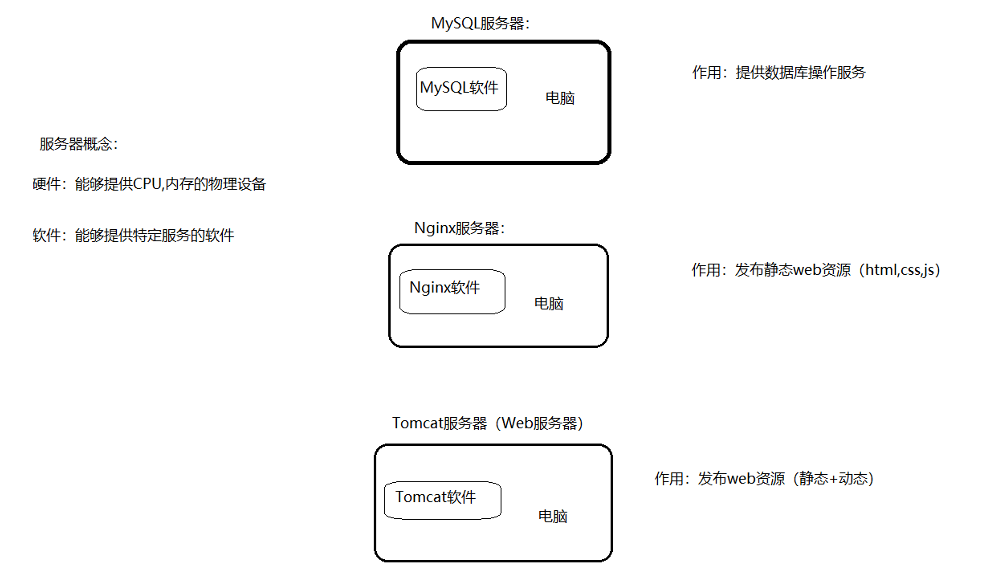 MySQL服务器：
MySQL软件
电脑
作用：提供数据库操作服务
服务器概念：
硬件：能够提供CPU,内存的物理设备
软件：能够提供特定服务的软件
Nginx服务器：
Nginx软件
电脑
作用：发布静态web资源（html,css,js）
Tomcat服务器（Web服务器）
Tomcat软件
电脑
作用：发布web资源（静态+动态）